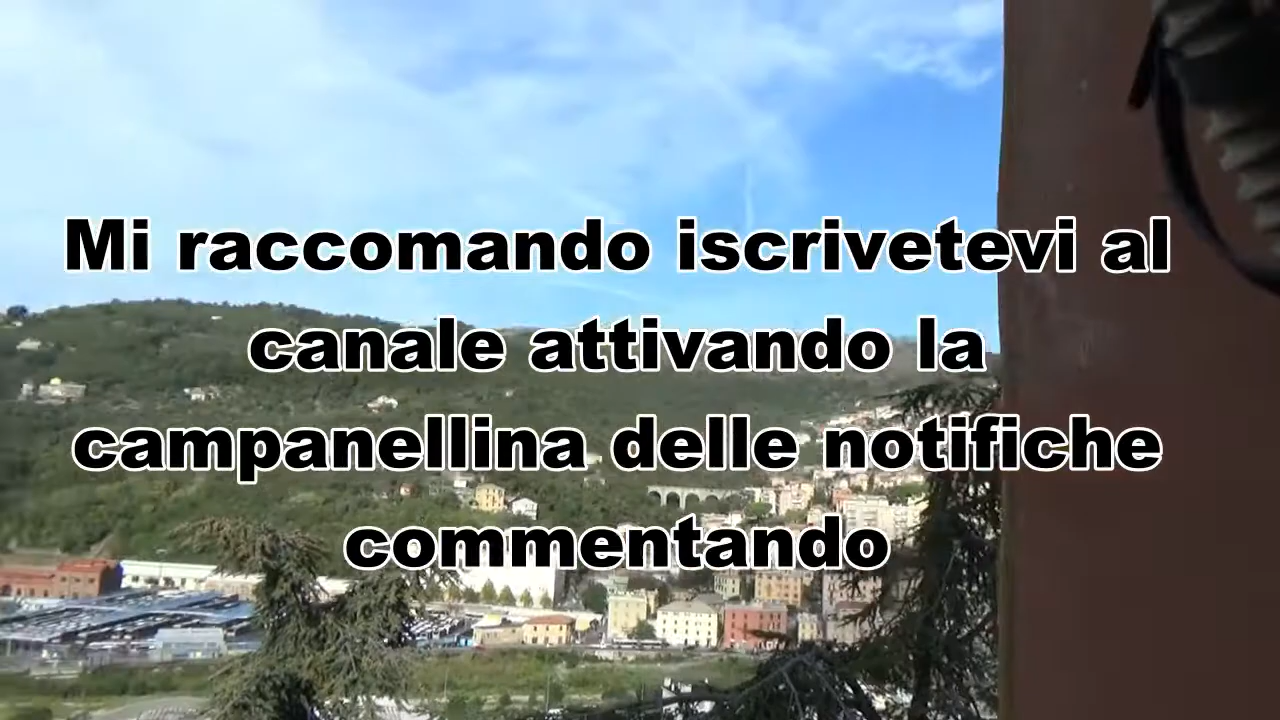 Mi raccomando iscrivetevi al
canale attivando la
campanellina delle notifiche
commentando